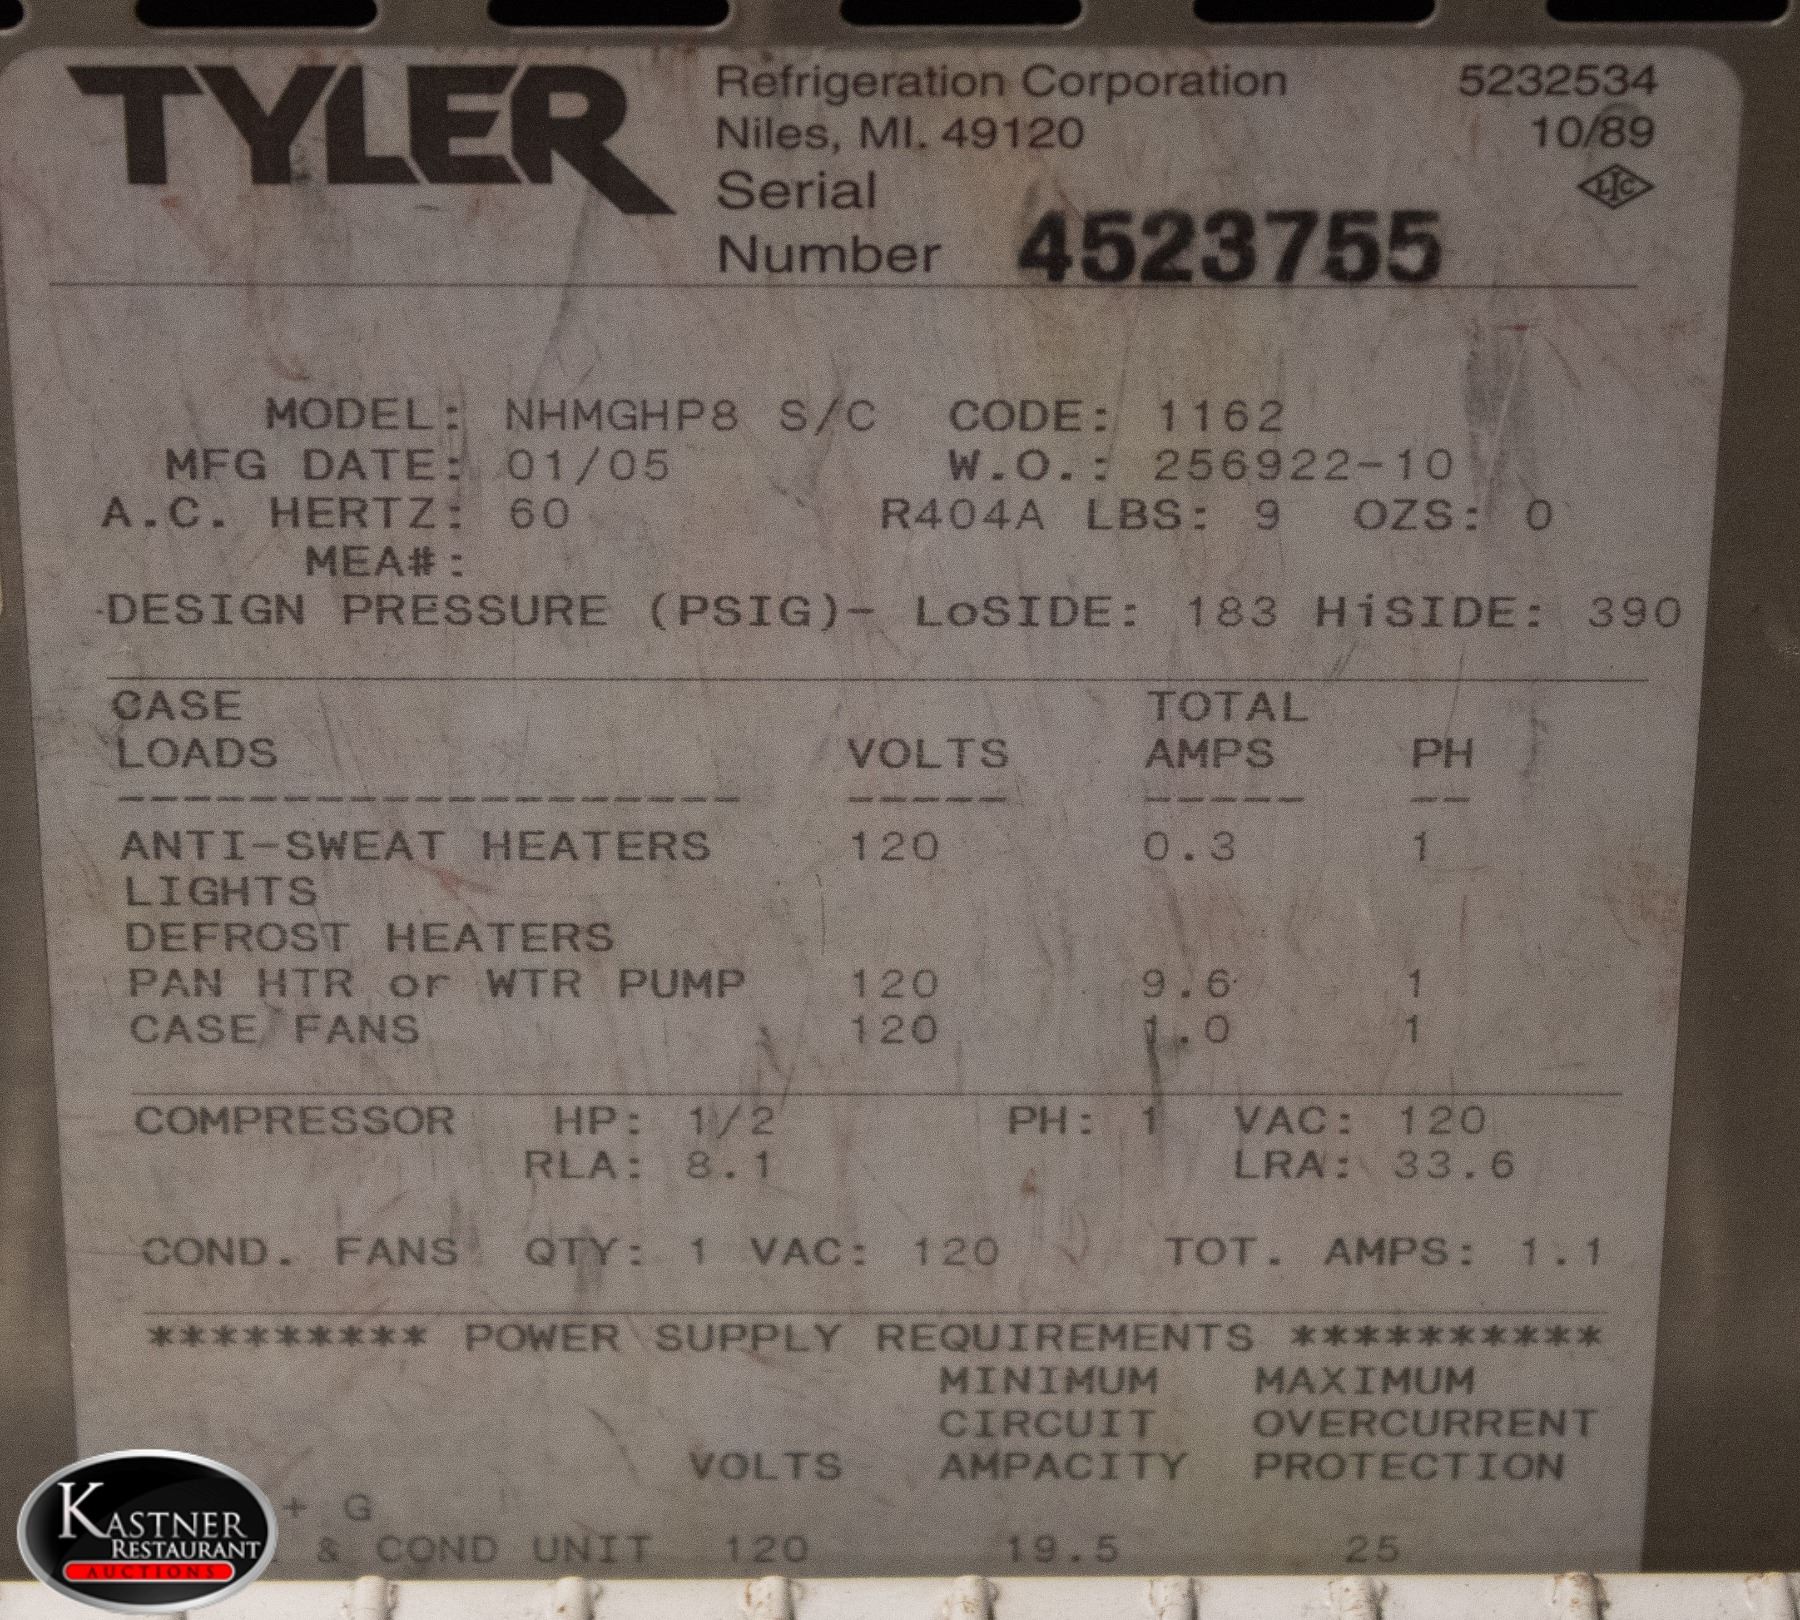 TYLER Refrigeration Corporation 5232534
Niles, MI. 49120 10/89
Serial LTC
Number 4523755
MODEL: NHMGHP8 S/C CODE: 1162
MFG DATE: 01/05 W.O.: 256922-10
A.C. HERTZ: 60 R404A LBS: 9 OZS: 0
MEA#:
DESIGN PRESSURE (PSIG)- LoSIDE: 183 HiSIDE: 390
CASE TOTAL
LOADS VOLTS AMPS PH
-------------------- ----- ----- --
ANTI-SWEAT HEATERS 120 0.3 1
LIGHTS
DEFROST HEATERS
PAN HTR or WTR PUMP 120 9.6 1
CASE FANS 120 1.0 1
COMPRESSOR HP: 1/2 PH: 1 VAC: 120
RLA: 8.1 LRA: 33.6
COND. FANS QTY: 1 VAC: 120 TOT. AMPS: 1.1
********* POWER SUPPLY REQUIREMENTS **********
MINIMUM MAXIMUM
CIRCUIT OVERCURRENT
VOLTS AMPACITY PROTECTION
+ G
& COND UNIT 120 19.5 25
KASTNER
RESTAURANT
AUCTIONS